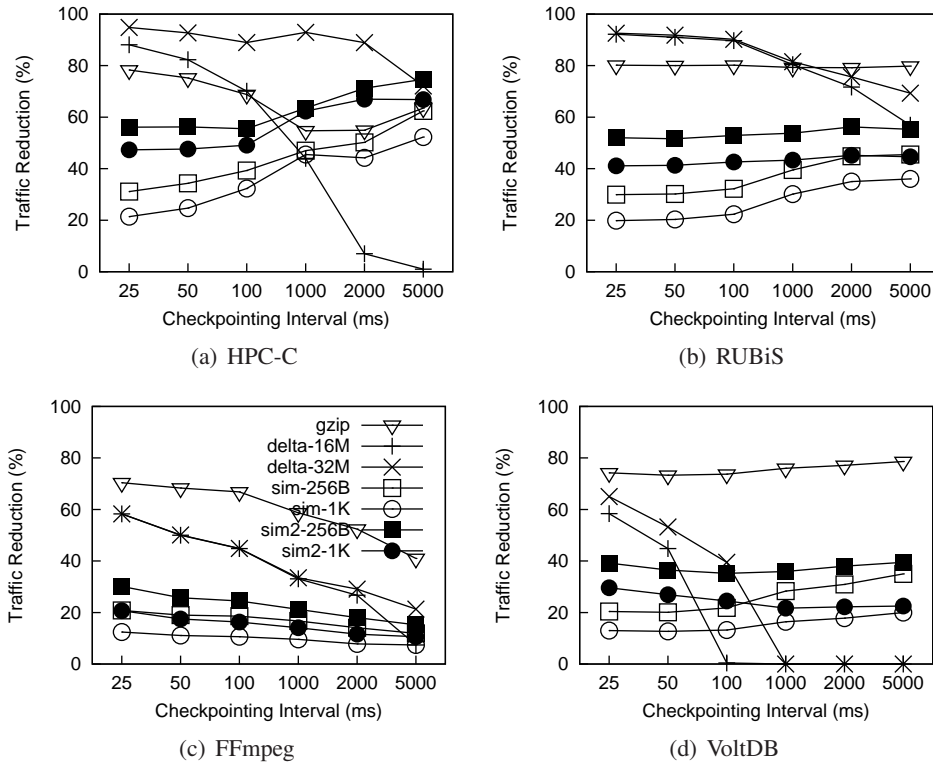 100
80
60
40
20
0
Traffic Reduction (%)
25 50 100 1000 2000 5000
Checkpointing Interval (ms)
(a) HPC-C
100
80
60
40
20
0
Traffic Reduction (%)
25 50 100 1000 2000 5000
Checkpointing Interval (ms)
(b) RUBiS
100
80
60
40
20
0
Traffic Reduction (%)
gzip
delta-16M
delta-32M
sim-256B
sim-1K
sim2-256B
sim2-1K
25 50 100 1000 2000 5000
Checkpointing Interval (ms)
(c) FFmpeg
100
80
60
40
20
0
Traffic Reduction (%)
25 50 100 1000 2000 5000
Checkpointing Interval (ms)
(d) VoltDB